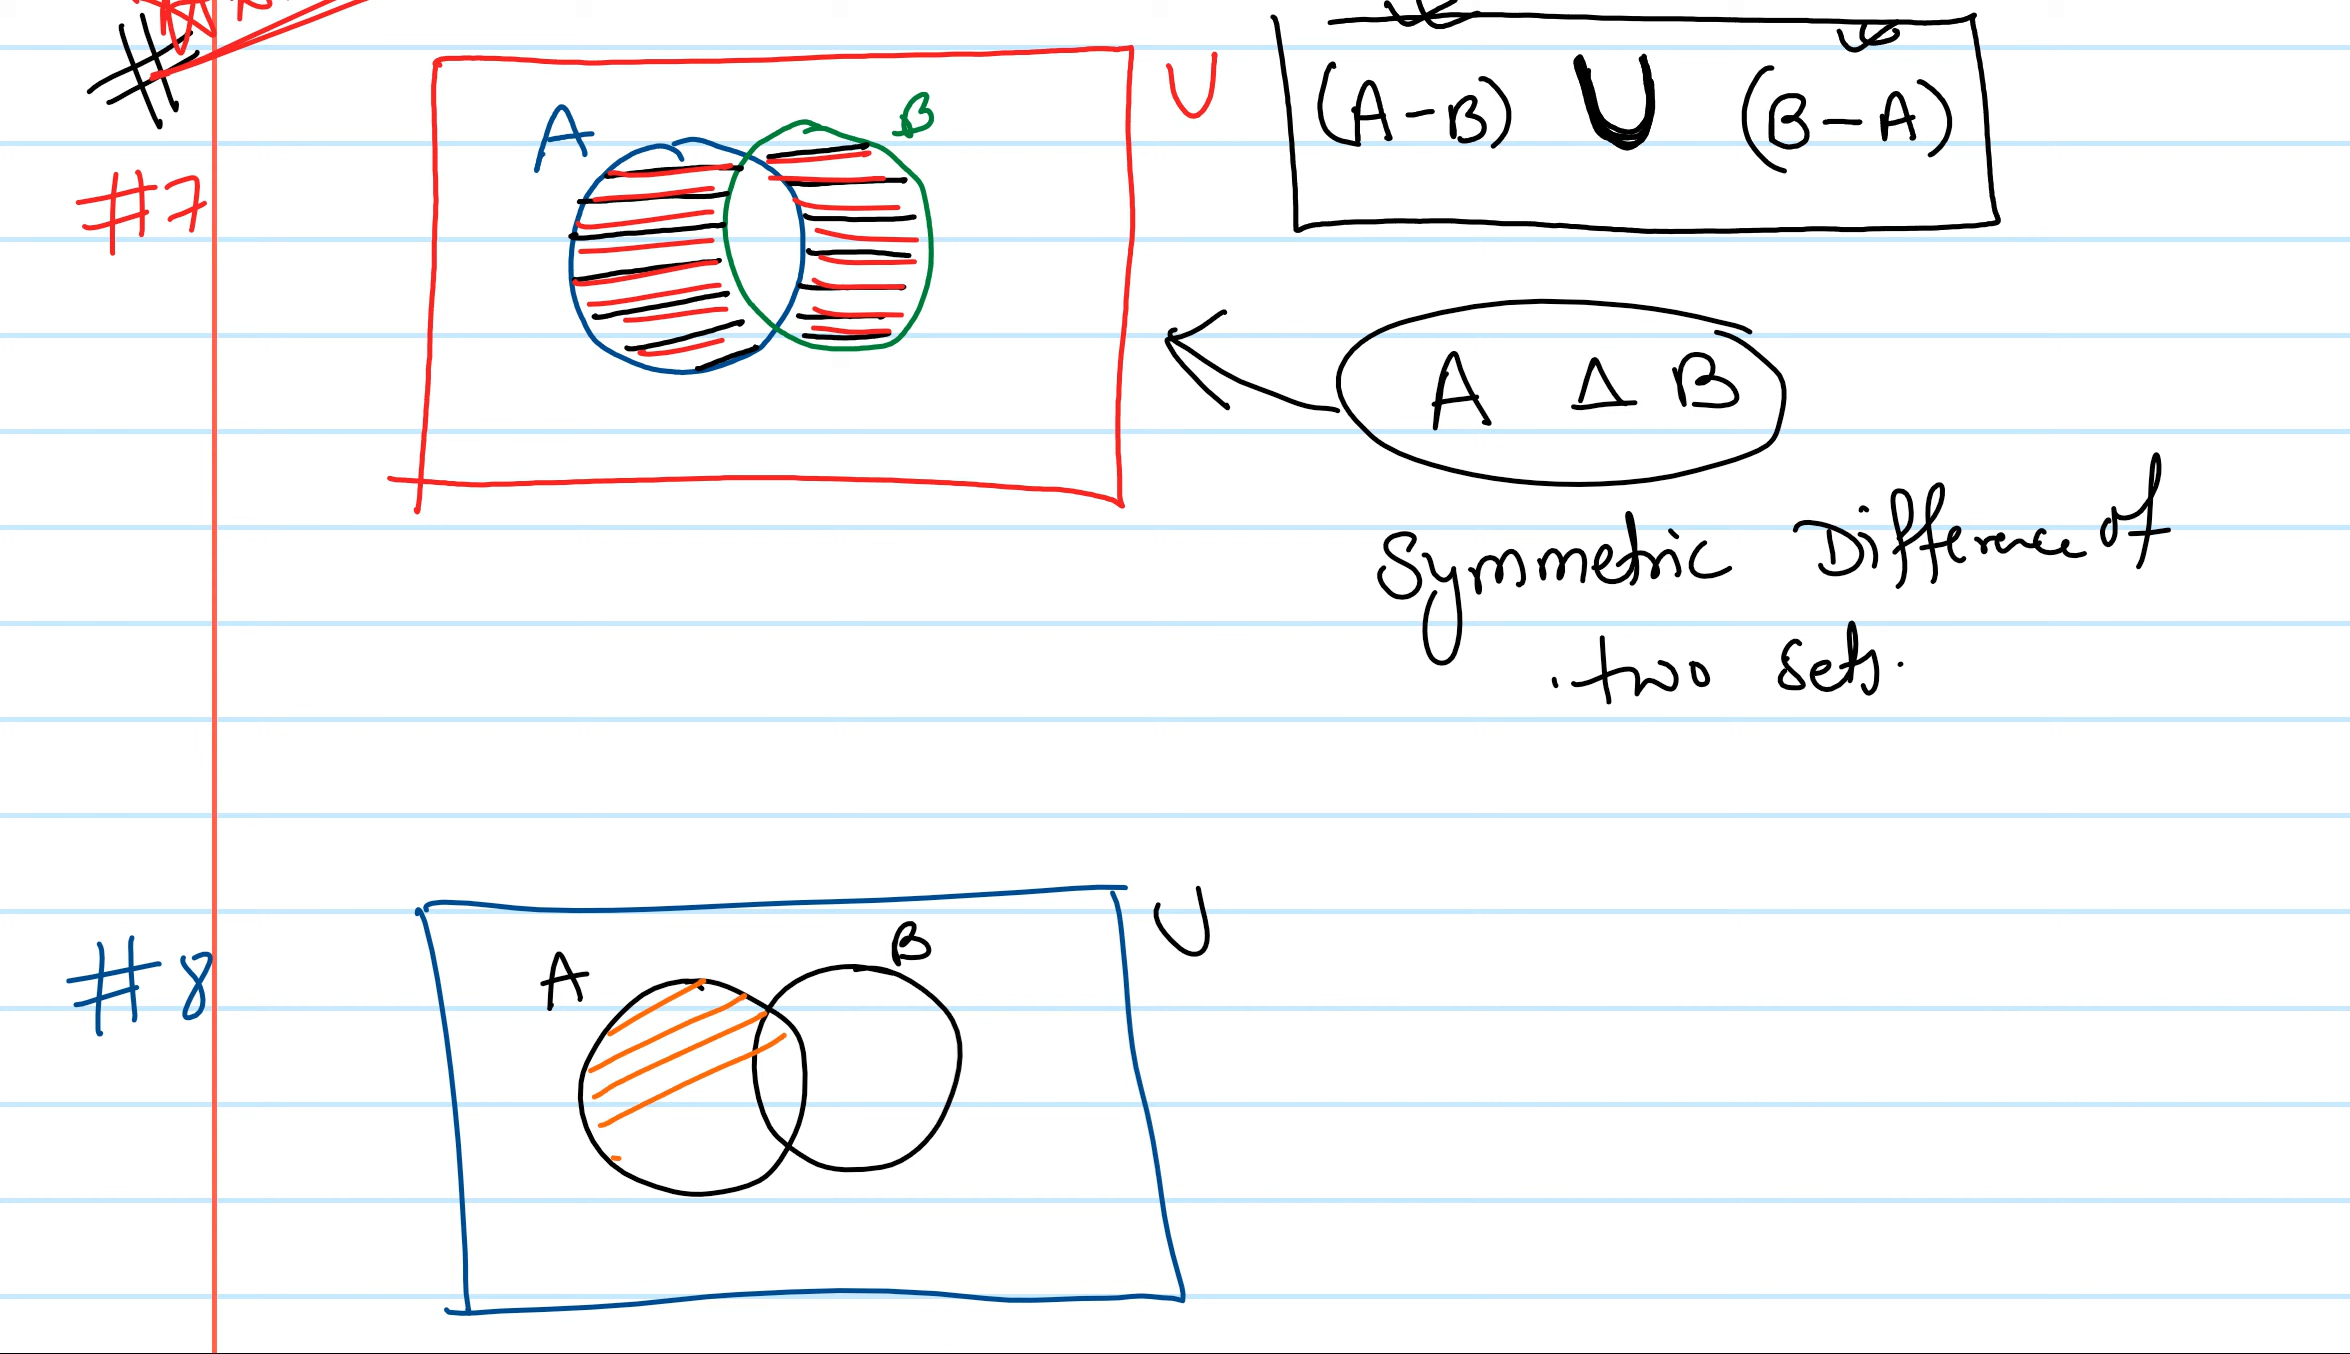 #
#7
A B U
(A-B) U (B-A)
A Δ B
Symmetric Difference of
two sets.
#8
A B U